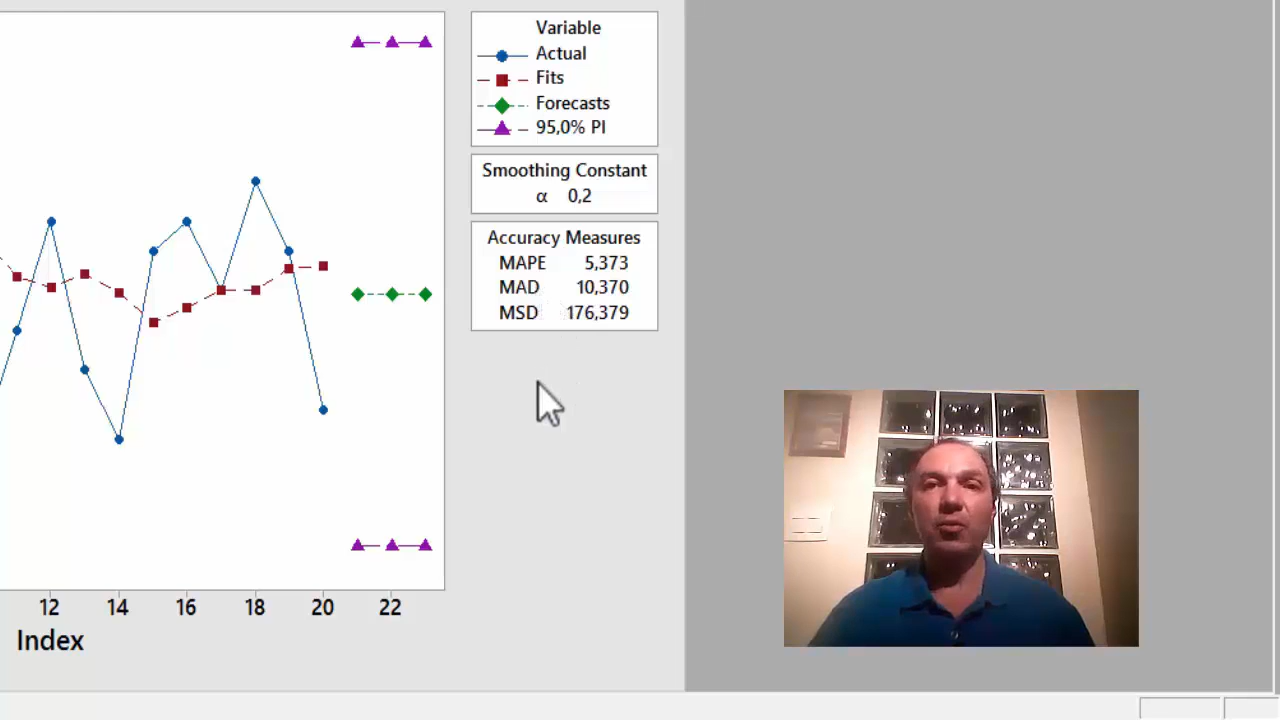 Variable
Actual
Fits
Forecasts
95,0% PI
Smoothing Constant
α 0,2
Accuracy Measures
MAPE 5,373
MAD 10,370
MSD 176,379
12 14 16 18 20 22
Index